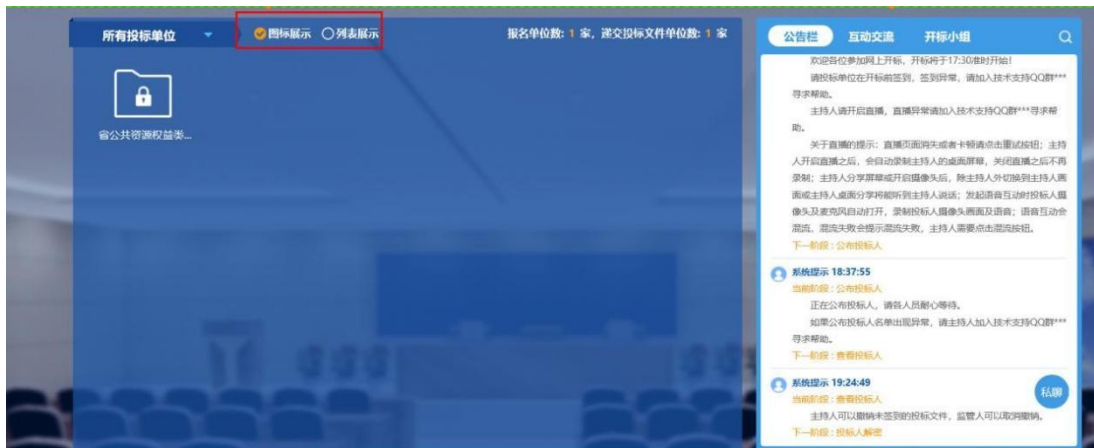 所有投标单位
图标展示 列表展示
报名单位数: 1 家, 递交投标文件单位数: 1 家
省公共资源权益类...
公告栏 互动交流 开标小组
欢迎各位参加网上开标, 开标将于17:30准时开始!
请投标单位在开标前签到, 签到异常, 请加入技术支持QQ群***
寻求帮助。
主持人请开启直播, 直播异常请加入技术支持QQ群***寻求帮
助。
关于直播的提示: 直播页面消失或者卡顿请点击重试按钮; 主持
人开启直播之后, 会自动录制主持人的桌面屏幕, 关闭直播之后不再
录制; 主持人分享屏幕或开启摄像头后, 除主持人外切换到主持人画
面或主持人桌面分享将能听到主持人说话; 发起语音互动时投标人摄
像头及麦克风自动打开, 录制投标人摄像头画面及语音; 语音互动会
混流, 混流失败会提示混流失败, 主持人需要点击混流按钮。
下一阶段 : 公布投标人
系统提示 18:37:55
当前阶段 : 公布投标人
正在公布投标人, 请各人员耐心等待。
如果公布投标人名单出现异常, 请主持人加入技术支持QQ群***
寻求帮助。
下一阶段 : 查看投标人
系统提示 19:24:49
当前阶段 : 查看投标人
主持人可以撤销未签到的投标文件, 监管人可以取消撤销。
下一阶段 : 投标人解密
私聊